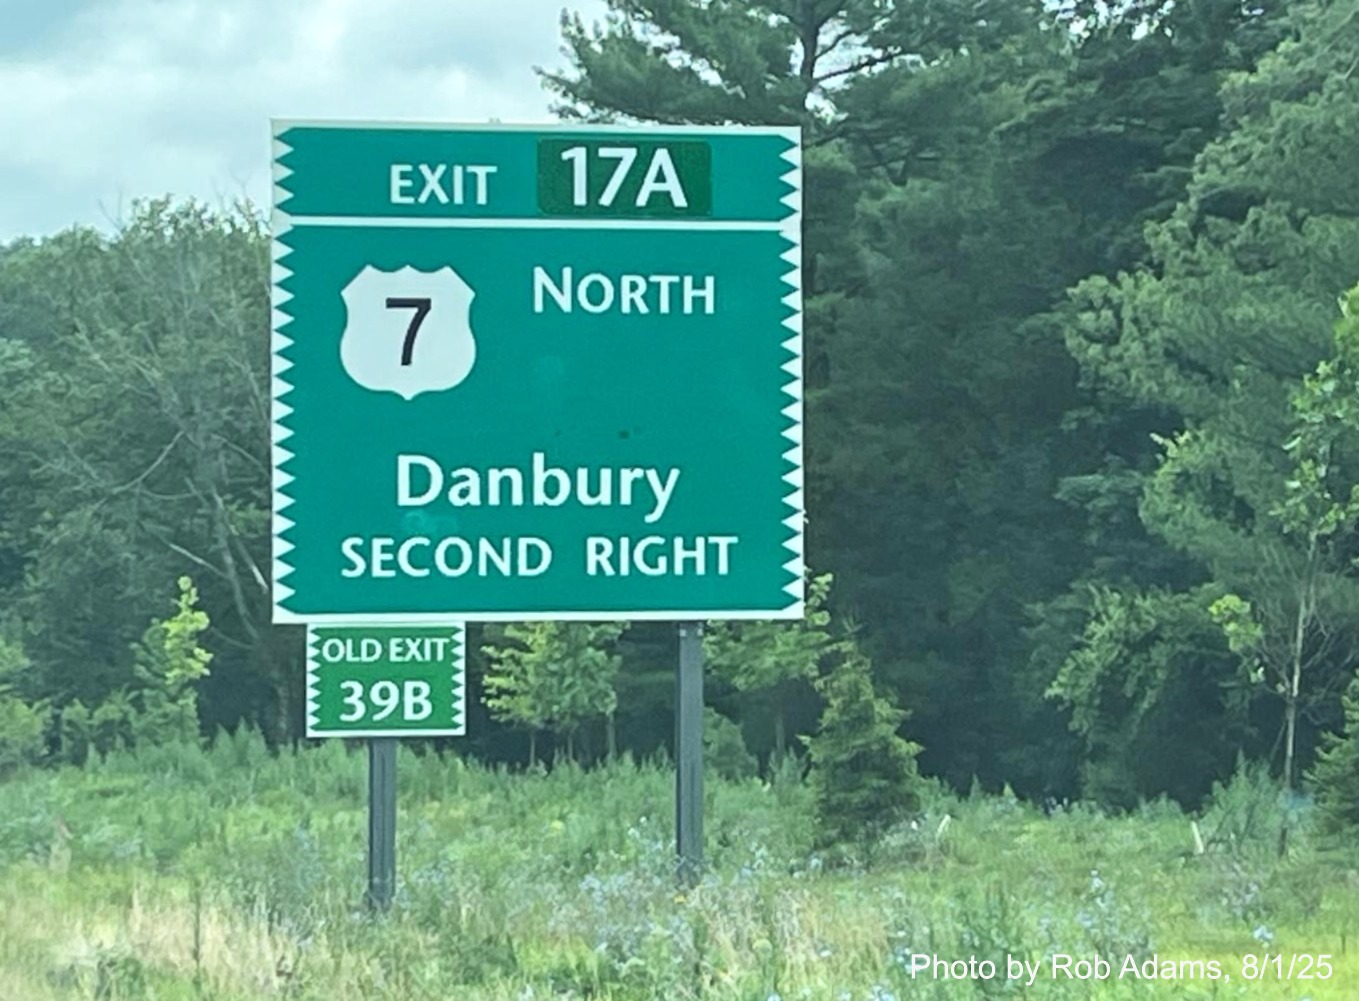 EXIT 17A
7 NORTH
Danbury
SECOND RIGHT
OLD EXIT
39B
Photo by Rob Adams, 8/1/25